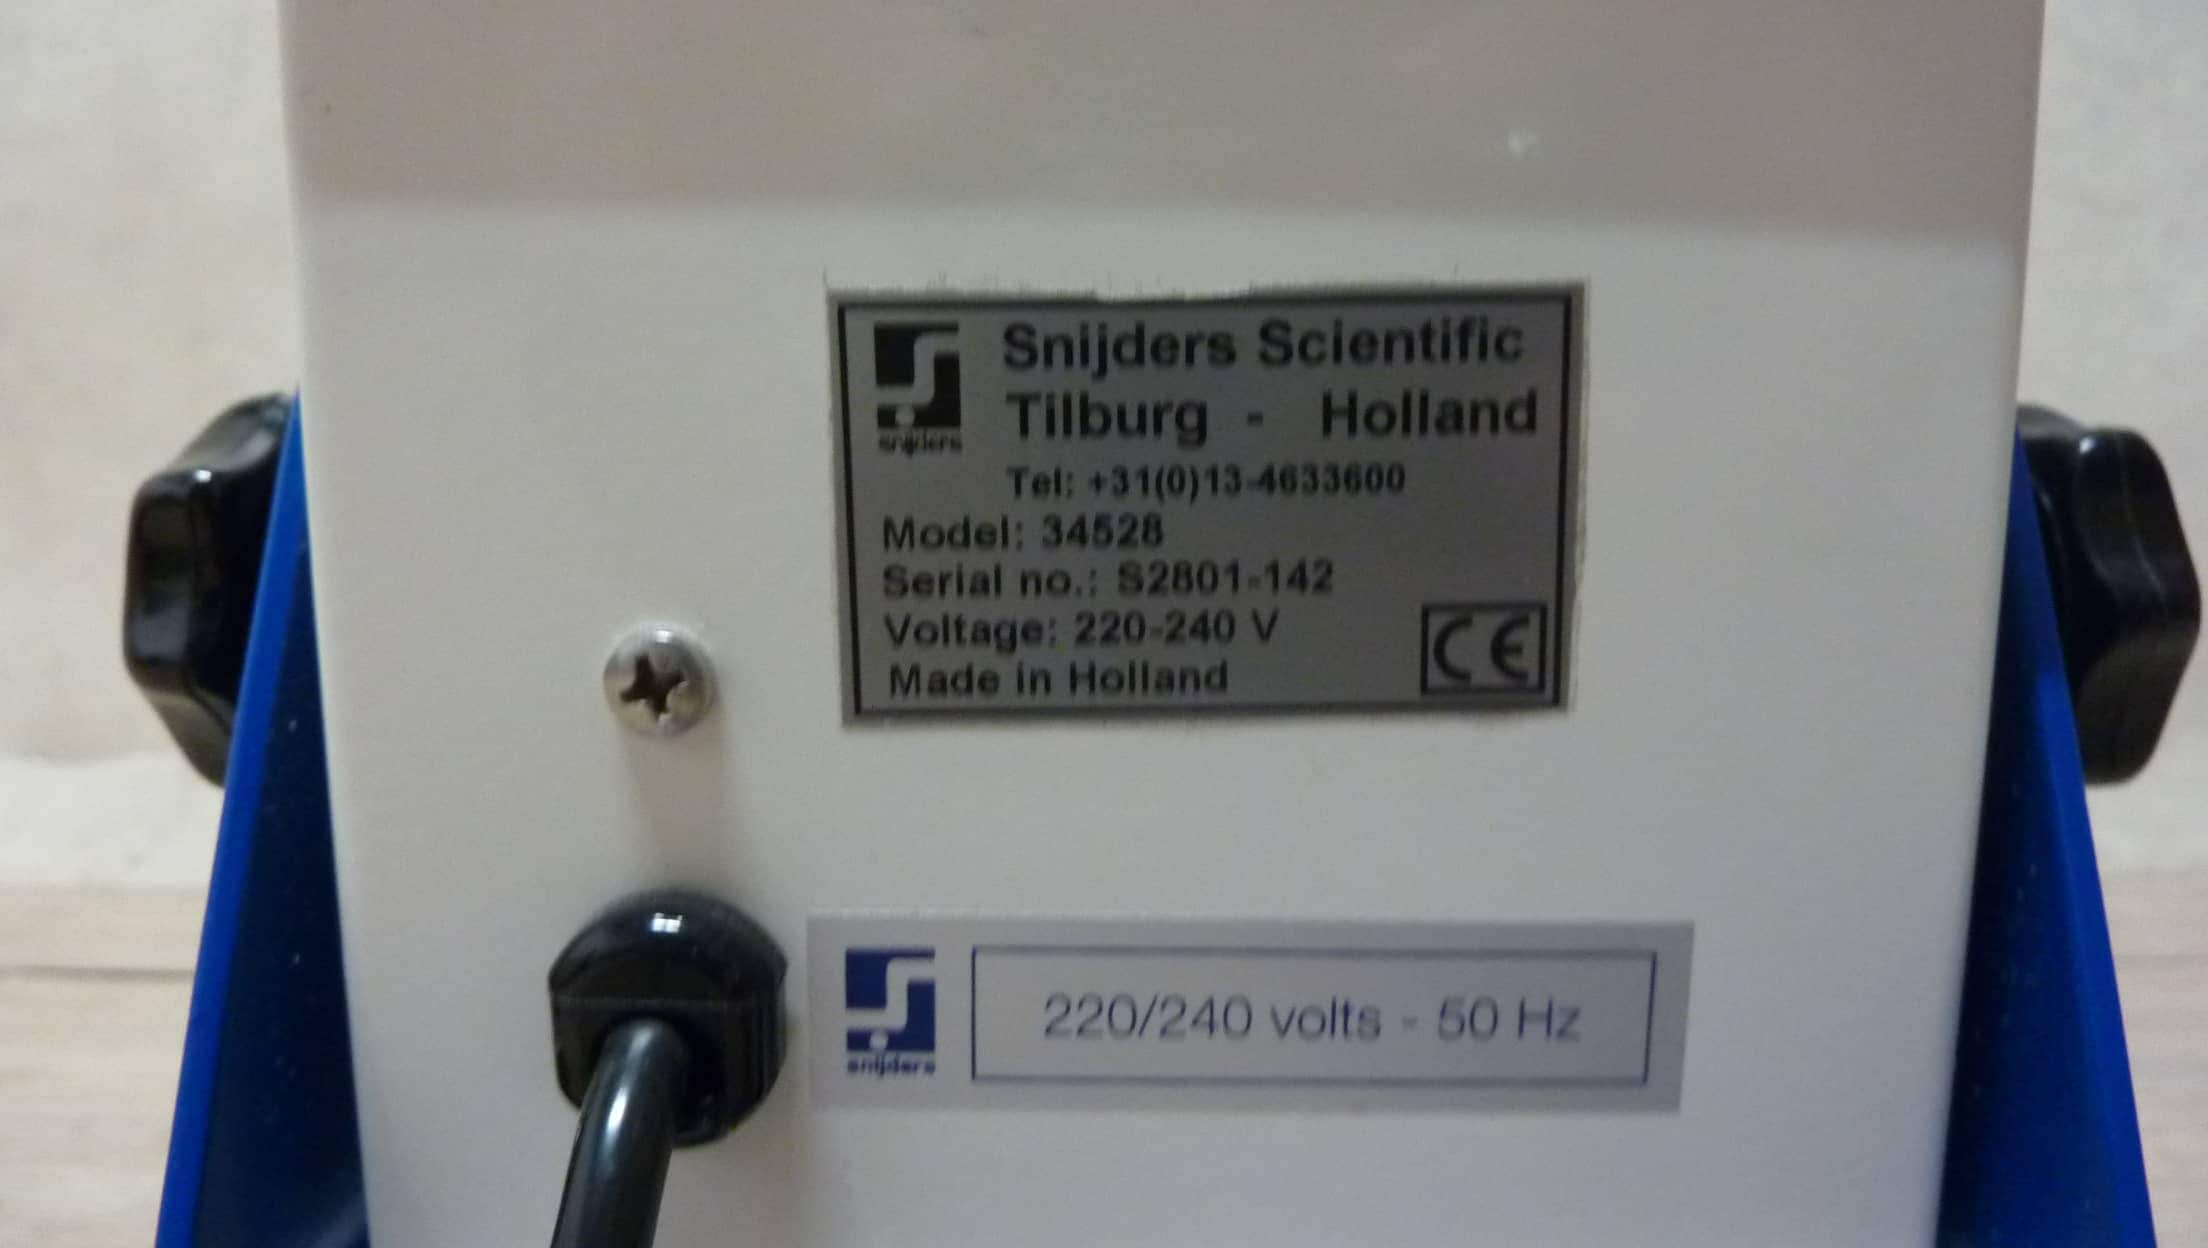 Snijders Scientific
Tilburg - Holland
snijders
Tel: +31(0)13-4633600
Model: 34528
Serial no.: S2801-142
Voltage: 220-240 V
Made in Holland
CE
220/240 volts - 50 Hz
snijders